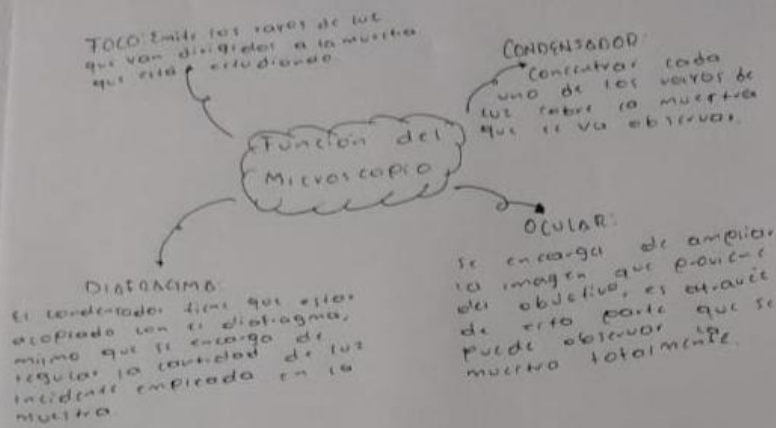 FOCO: Emite los rayos de luz
que van dirigidos a la muestra
que está estudiando.
CONDENSADOR:
Concentrar cada
uno de los rayos de
luz sobre la muestra
que se va observar.
Función del
Microscopio
DIAFRAGMA:
El condensador tiene que estar
acoplado con el diafragma,
mismo que se encarga de
regular la cantidad de luz
incidente empleada en la
muestra.
OCULAR:
Se encarga de ampliar
la imagen que proviene
del objetivo, es através
de esta parte que se
puede observar la
muestra totalmente.